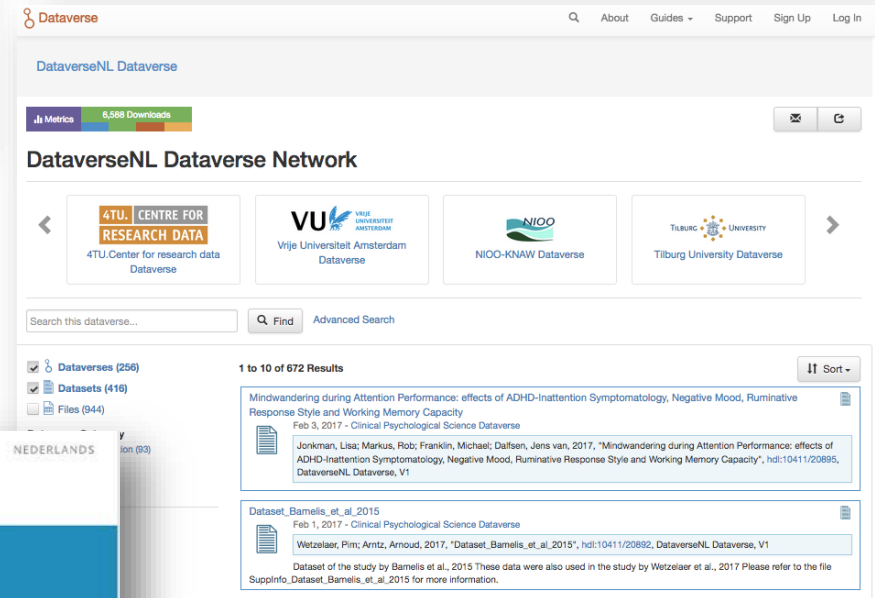 Dataverse
About Guides Support Sign Up Log In
DataverseNL Dataverse
Metrics 6,588 Downloads
DataverseNL Dataverse Network
4TU. CENTRE FOR
RESEARCH DATA
4TU.Center for research data
Dataverse
VU VRIJE
UNIVERSITEIT
AMSTERDAM
Vrije Universiteit Amsterdam
Dataverse
NIOO
NIOO-KNAW Dataverse
TILBURG UNIVERSITY
Tilburg University Dataverse
Search this dataverse...
Find Advanced Search
Dataverses (256)
Datasets (416)
Files (944)
y
ion (93)
NEDERLANDS
1 to 10 of 672 Results
Sort
Mindwandering during Attention Performance: effects of ADHD-Inattention Symptomatology, Negative Mood, Ruminative
Response Style and Working Memory Capacity
Feb 3, 2017 - Clinical Psychological Science Dataverse
Jonkman, Lisa; Markus, Rob; Franklin, Michael; Dalfsen, Jens van, 2017, "Mindwandering during Attention Performance: effects of
ADHD-Inattention Symptomatology, Negative Mood, Ruminative Response Style and Working Memory Capacity", hdl:10411/20895,
DataverseNL Dataverse, V1
Dataset_Bamelis_et_al_2015
Feb 1, 2017 - Clinical Psychological Science Dataverse
Wetzelaer, Pim; Arntz, Arnoud, 2017, "Dataset_Bamelis_et_al_2015", hdl:10411/20892, DataverseNL Dataverse, V1
Dataset of the study by Bamelis et al., 2015 These data were also used in the study by Wetzelaer et al., 2017 Please refer to the file
SuppInfo_Dataset_Bamelis_et_al_2015 for more information.